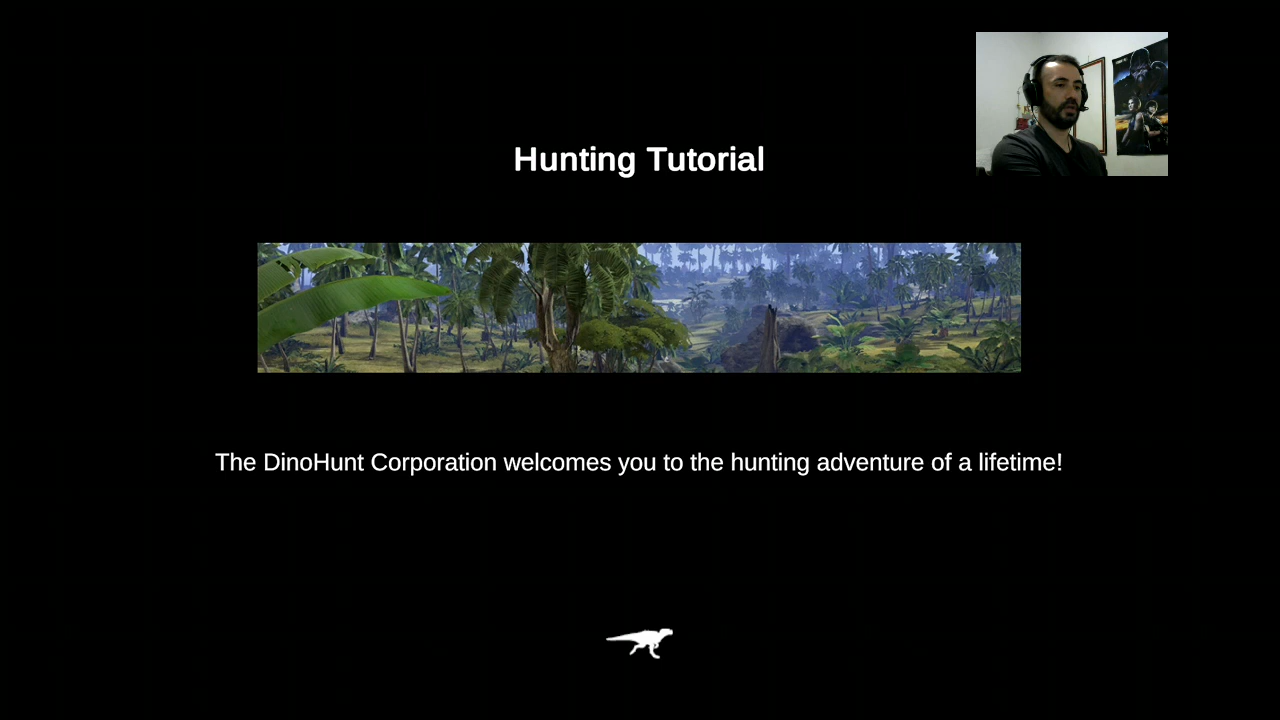 Hunting Tutorial
The DinoHunt Corporation welcomes you to the hunting adventure of a lifetime!